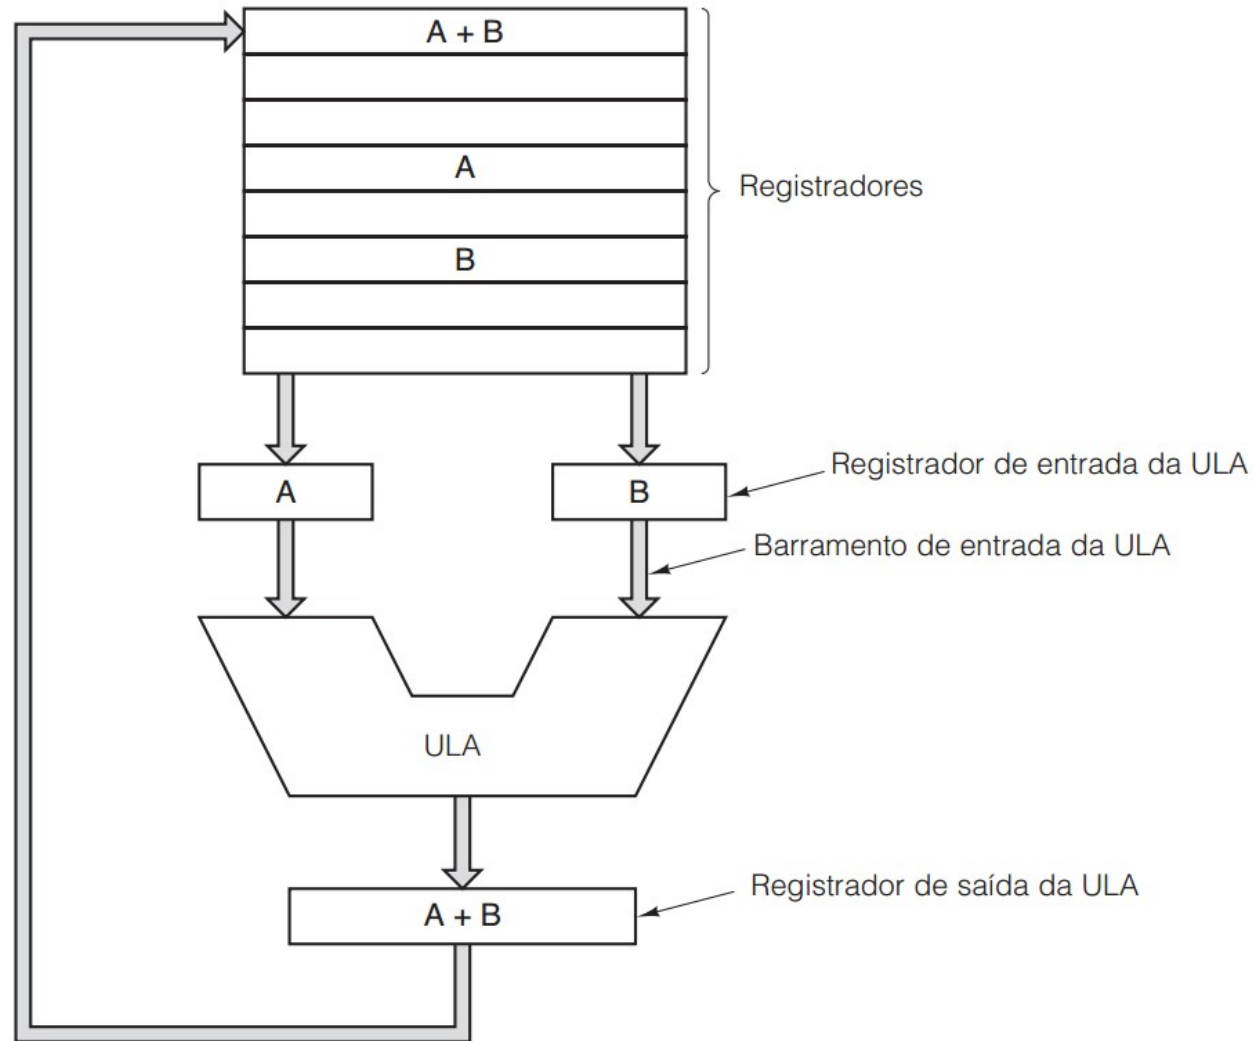 A + B
A
Registradores
B
A
B
Registrador de entrada da ULA
Barramento de entrada da ULA
ULA
Registrador de saída da ULA
A + B